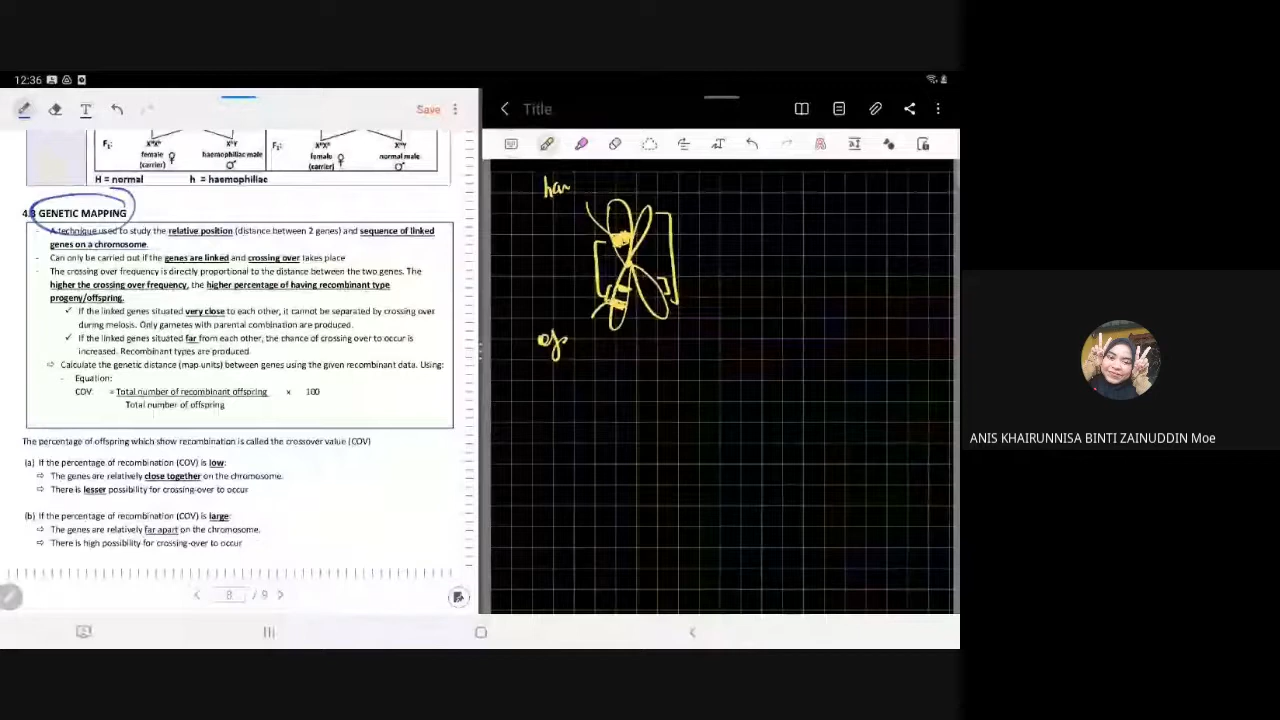 12:36
Save
Title
F₁:
XᴴXʰ
XʰY
F₁:
XᴴXʰ
XᴴY
female ♀
(carrier)
haemophiliac male
♂
female ♀
(carrier)
normal male
♂
H = normal h = haemophiliac
4.3 GENETIC MAPPING
- A technique used to study the relative position (distance between 2 genes) and sequence of linked
genes on a chromosome.
- Can only be carried out if the genes are linked and crossing over takes place
- The crossing over frequency is directly proportional to the distance between the two genes. The
higher the crossing over frequency, the higher percentage of having recombinant type
progeny/offspring.
✓ If the linked genes situated very close to each other, it cannot be separated by crossing over
during meiosis. Only gametes with parental combination are produced.
✓ If the linked genes situated far from each other, the chance of crossing over to occur is
increased. Recombinant types are produced.
⇨ Calculate the genetic distance (map units) between genes using the given recombinant data. Using:
- Equation:
COV = Total number of recombinant offspring x 100
Total number of offspring
The percentage of offspring which show recombination is called the crossover value (COV)
(a) If the percentage of recombination (COV) is low:
⇨ The genes are relatively close together on the chromosome.
⇨ There is lesser possibility for crossing-over to occur
(b) If the percentage of recombination (COV) is large:
⇨ The genes are relatively far apart on the chromosome.
⇨ There is high possibility for crossing-over to occur
8 / 9
ANIS KHAIRUNNISA BINTI ZAINUDDIN Moe